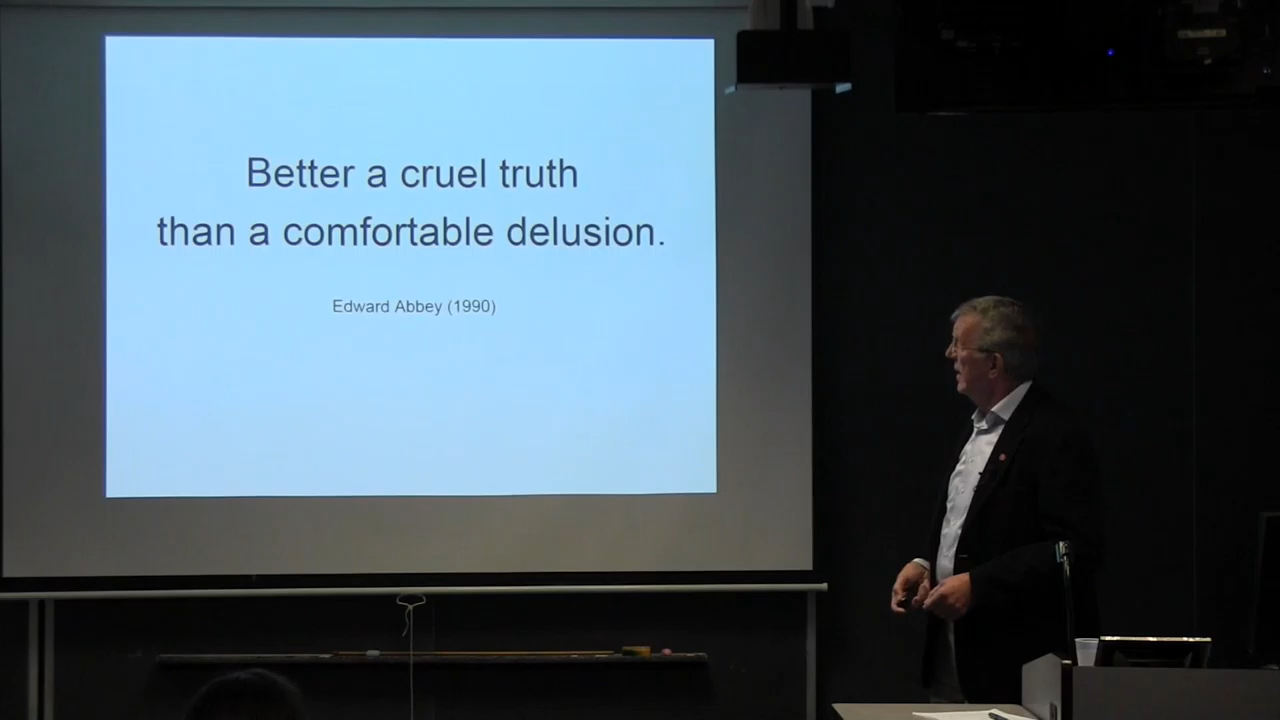 Better a cruel truth
than a comfortable delusion.
Edward Abbey (1990)